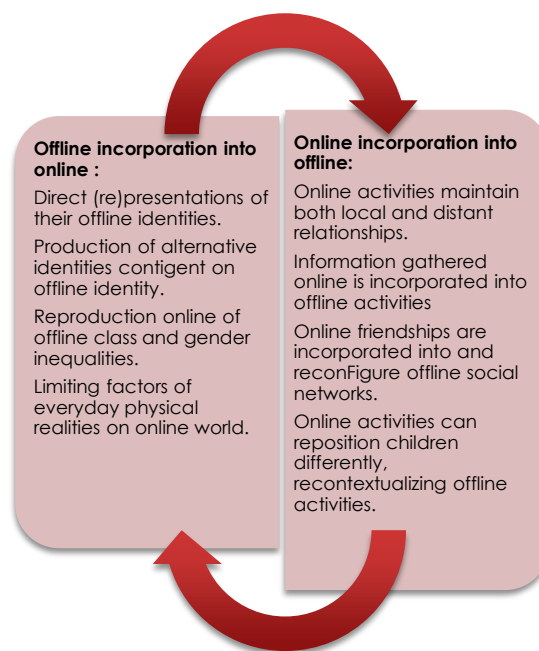 Offline incorporation into
online :
Direct (re)presentations of
their offline identities.
Production of alternative
identities contigent on
offline identity.
Reproduction online of
offline class and gender
inequalities.
Limiting factors of
everyday physical
realities on online world.
Online incorporation into
offline:
Online activities maintain
both local and distant
relationships.
Information gathered
online is incorporated into
offline activities
Online friendships are
incorporated into and
reconFigure offline social
networks.
Online activities can
reposition children
differently,
recontextualizing offline
activities.